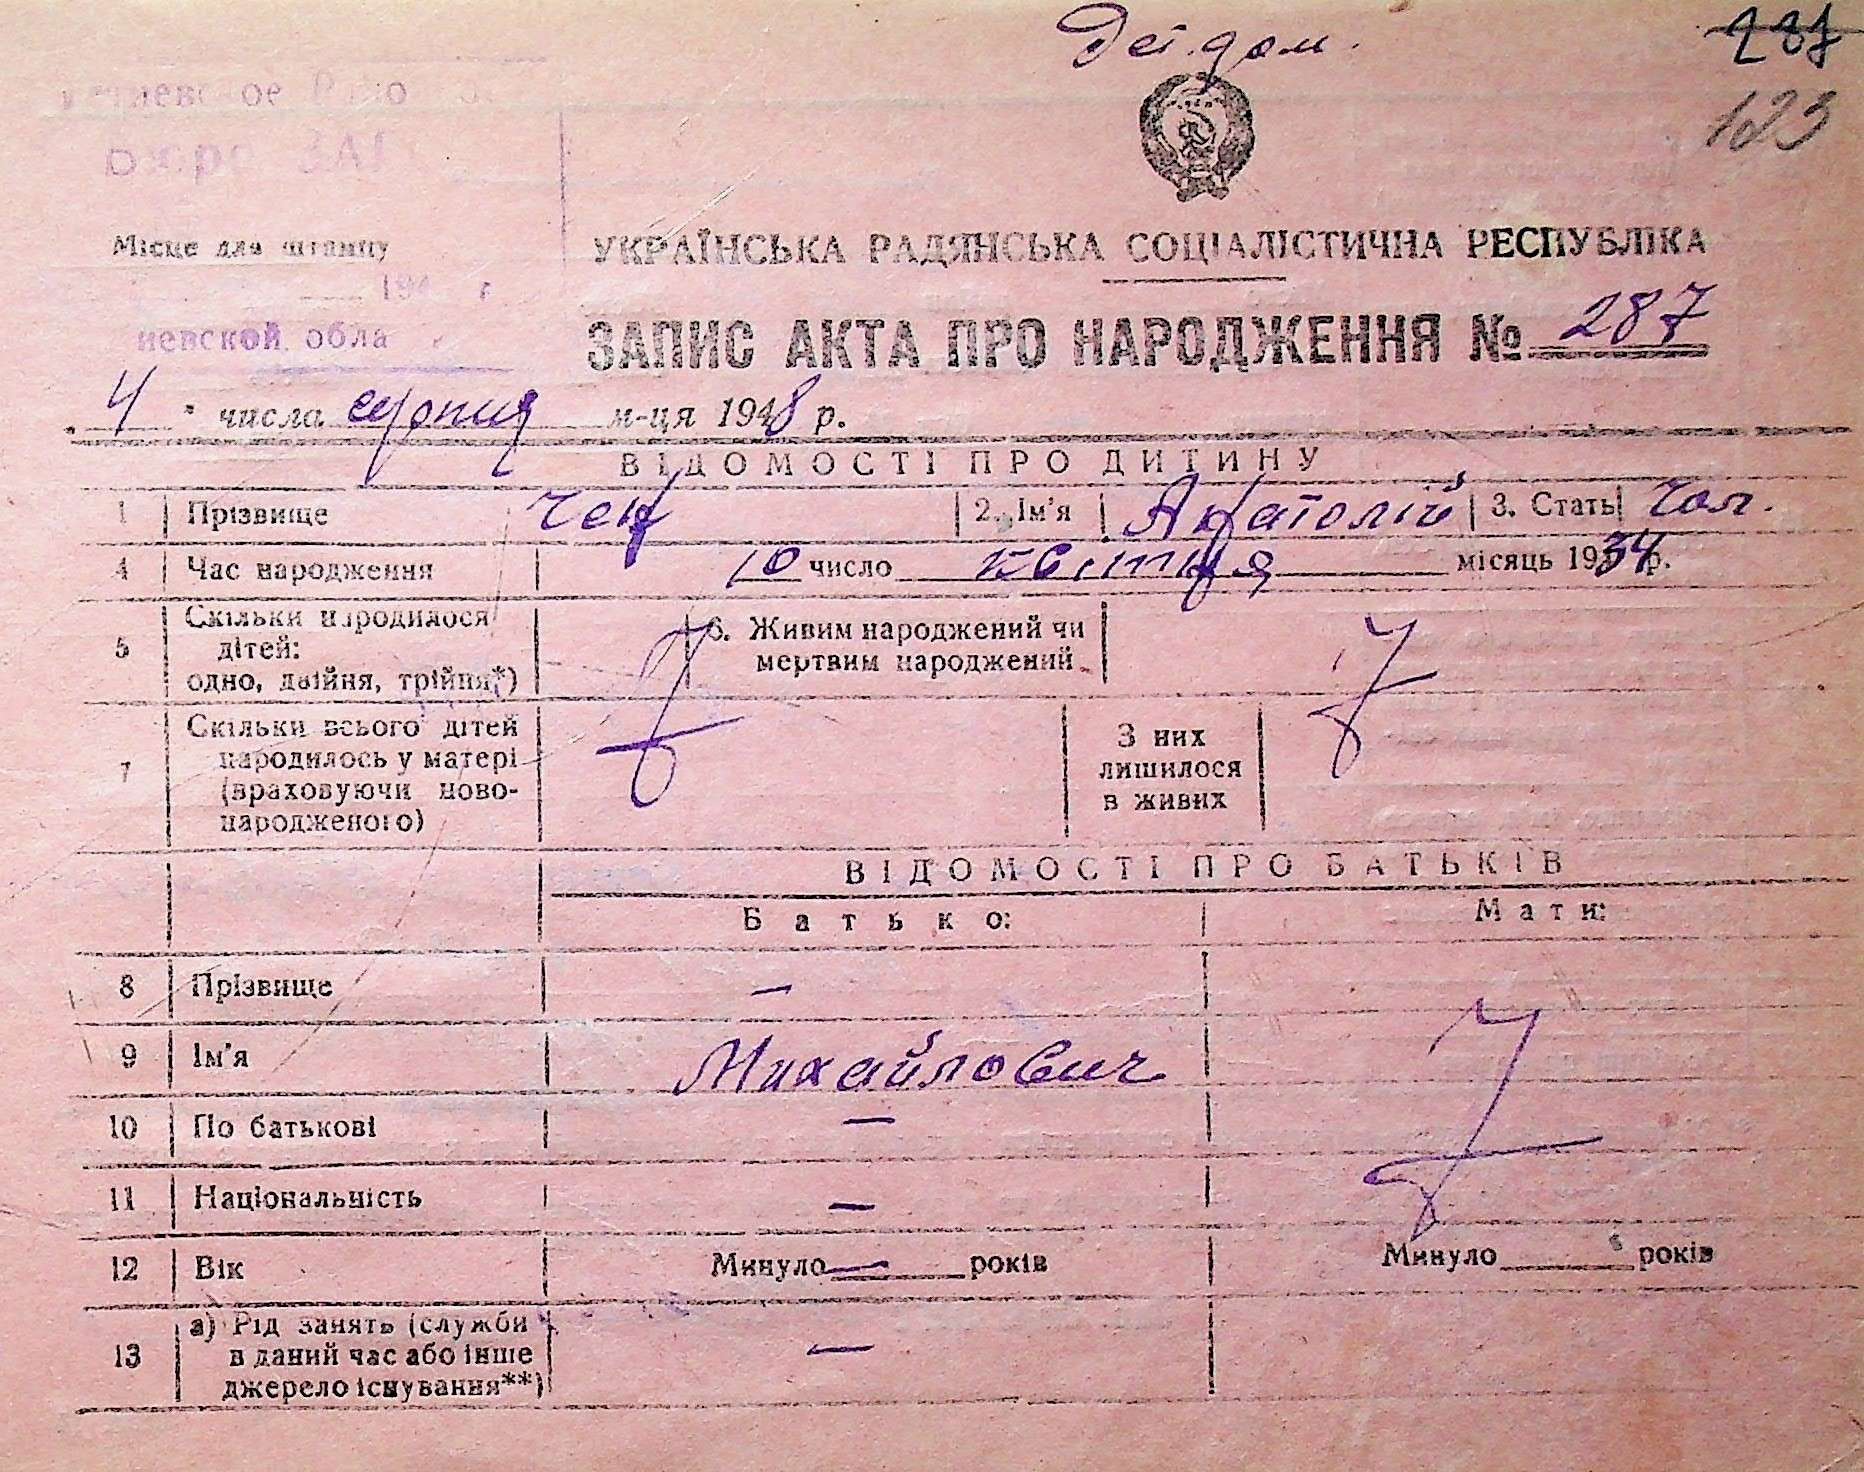 Дет. дом.
287
123
Місце для штампу
невской обла
УКРАЇНСЬКА РАДЯНСЬКА СОЦІАЛІСТИЧНА РЕСПУБЛІКА
ЗАПИС АКТА ПРО НАРОДЖЕННЯ № 287
4 числа серпня м-ця 1948 р.
ВІДОМОСТІ ПРО ДИТИНУ
1 Прізвище 2. Ім'я Анатолій 3. Стать Чол.
4 Час народження 10 число квітня місяць 1934 р.
5 Скільки народилося дітей: одно, двійня, трійня*) 6. Живим народжений чи мертвим народжений
7 Скільки всього дітей народилось у матері (враховуючи ново-народженого) З них лишилося в живих
ВІДОМОСТІ ПРО БАТЬКІВ
Батько: Мати:
8 Прізвище —
9 Ім'я Михайлович
10 По батькові —
11 Національність —
12 Вік Минуло — років Минуло років
13 а) Рід занять (служби в даний час або інше джерело існування**) —